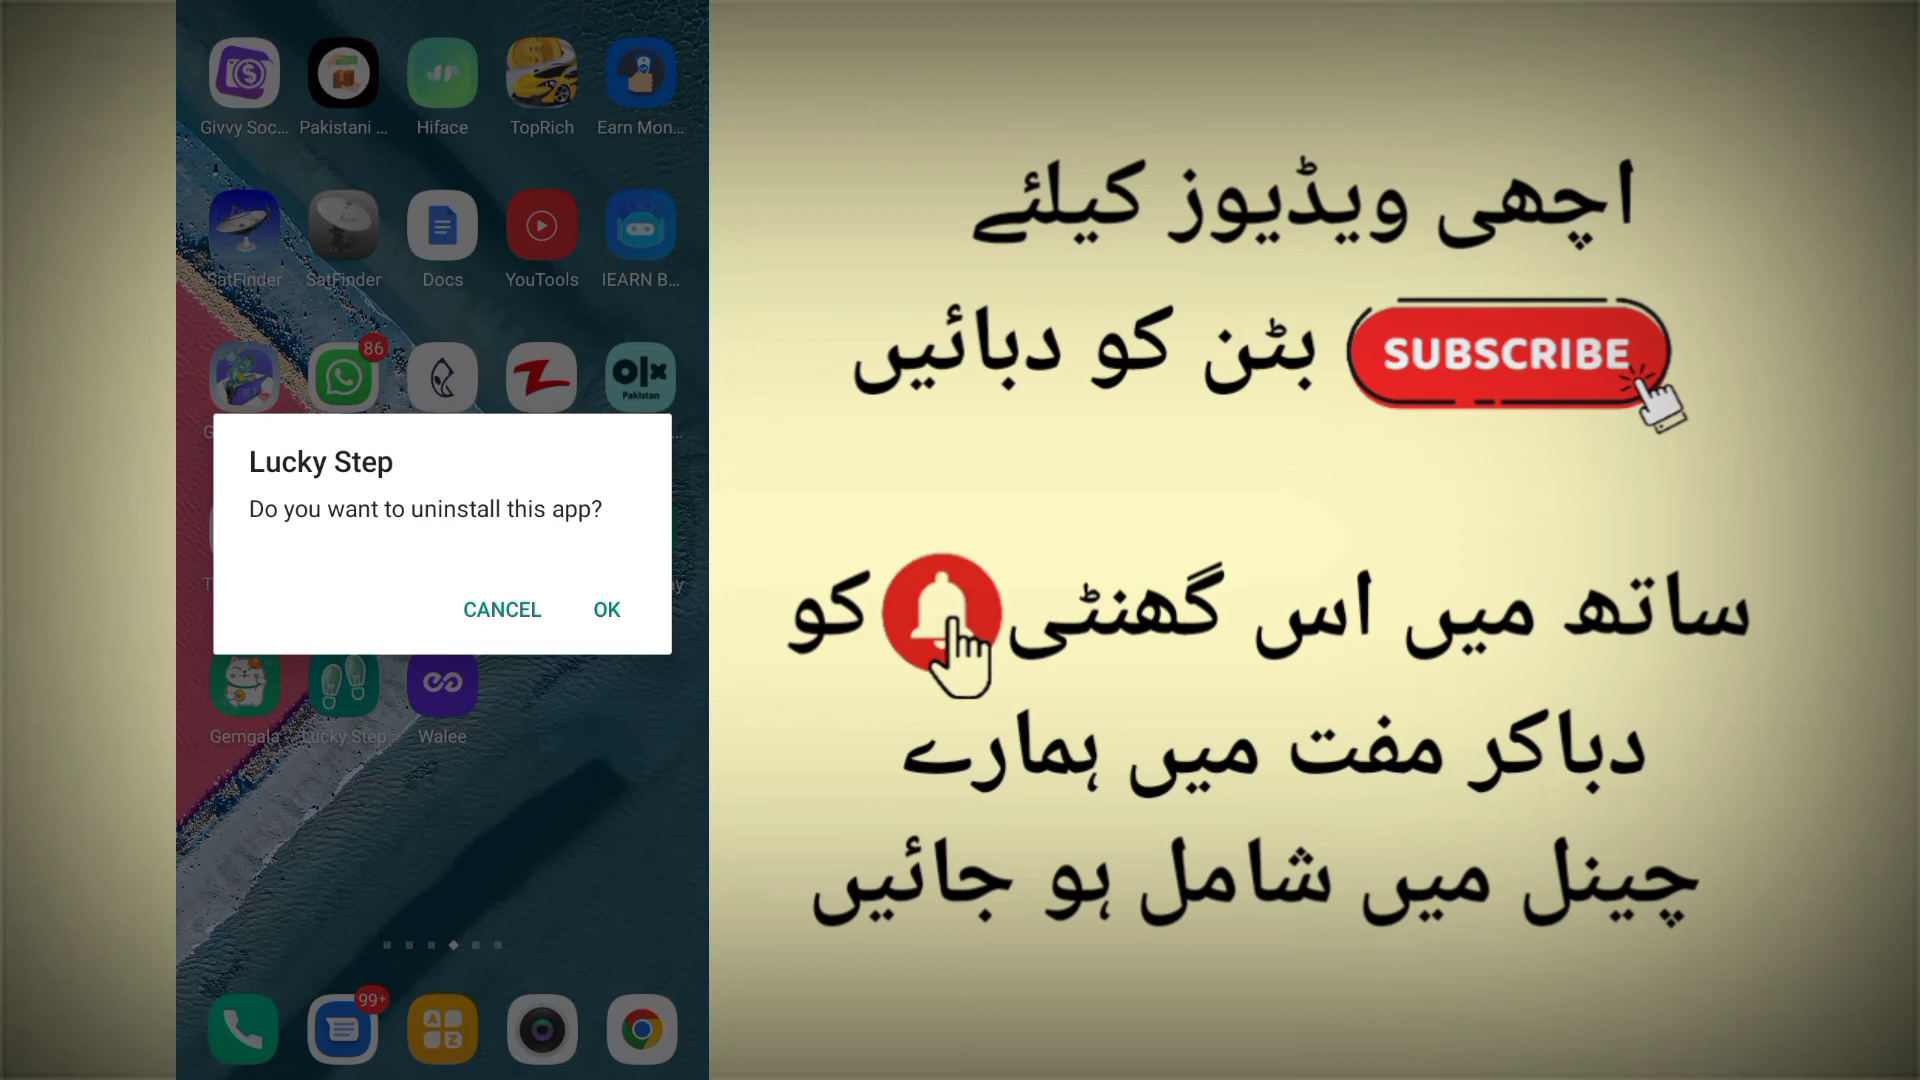 Givvy Soc...
Pakistani ...
Hiface
TopRich
Earn Mon...
SatFinder
SatFinder
Docs
YouTools
IEARN B...
86
olx
Pakistan
Lucky Step
Do you want to uninstall this app?
CANCEL
OK
Gemgala
Lucky Step
Walee
99+
A
Z
اچھی ویڈیوز کیلئے
SUBSCRIBE بٹن کو دبائیں
ساتھ میں اس گھنٹی کو
دباکر مفت میں ہمارے
چینل میں شامل ہو جائیں